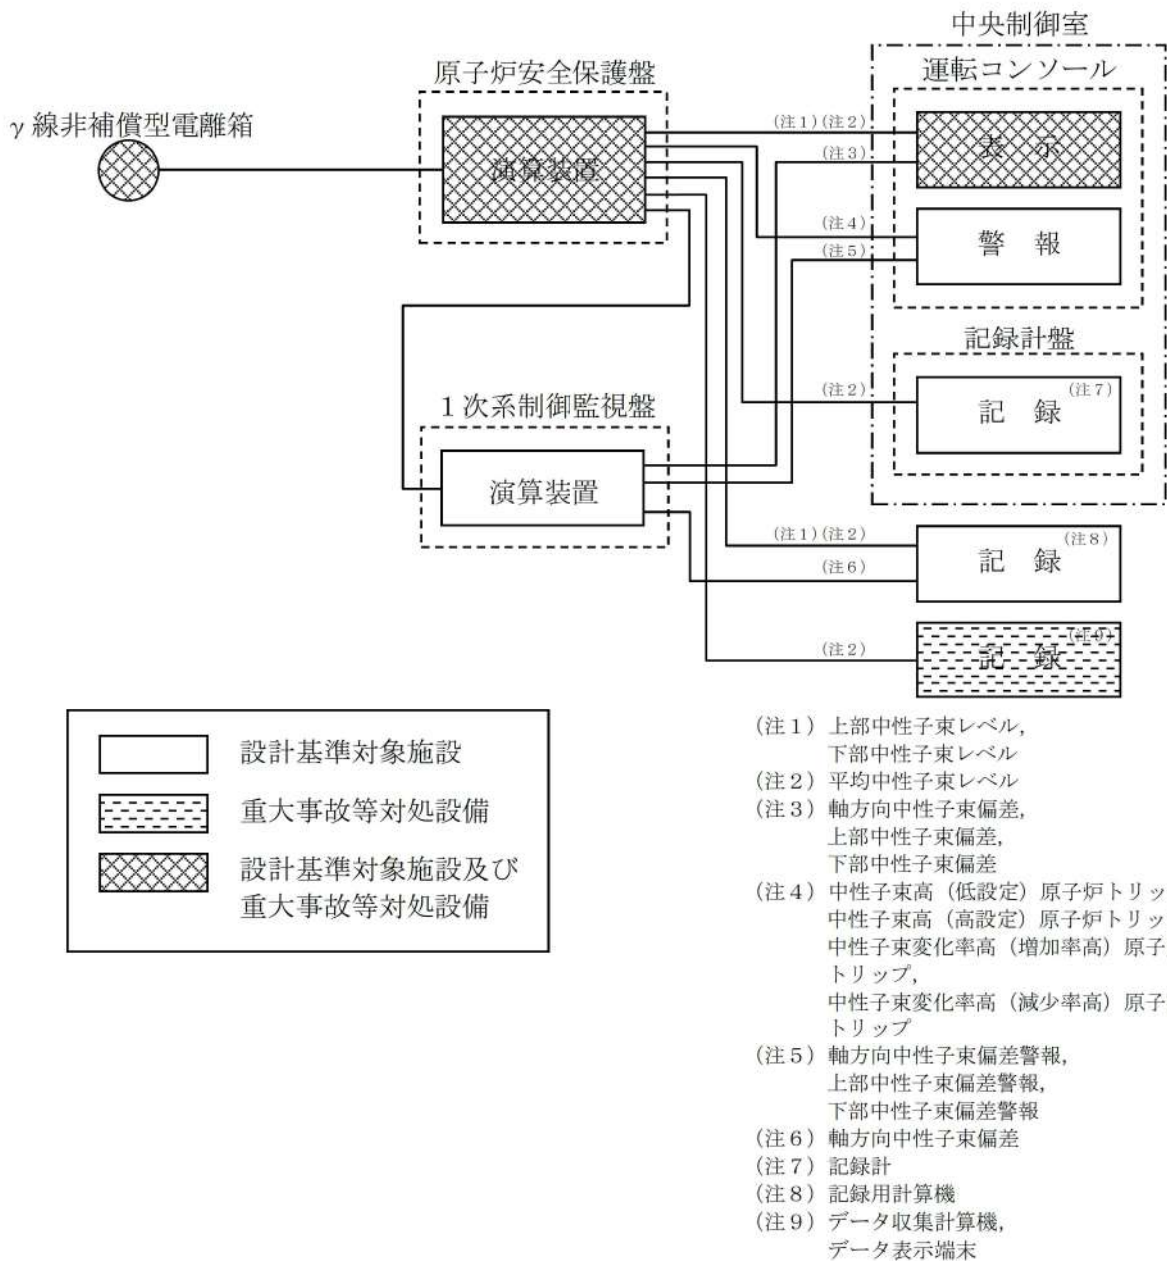 中央制御室
原子炉安全保護盤
運転コンソール
γ線非補償型電離箱
演算装置
(注1)(注2)
表 示
(注3)
(注4)
警 報
(注5)
記録計盤
1次系制御監視盤
(注2)
記 録
(注7)
演算装置
(注1)(注2)
記 録
(注8)
(注6)
(注2)
記 録
(注9)
設計基準対象施設
重大事故等対処設備
設計基準対象施設及び
重大事故等対処設備
(注1) 上部中性子束レベル,
下部中性子束レベル
(注2) 平均中性子束レベル
(注3) 軸方向中性子束偏差,
上部中性子束偏差,
下部中性子束偏差
(注4) 中性子束高(低設定)原子炉トリッ
中性子束高(高設定)原子炉トリッ
中性子束変化率高(増加率高)原子
トリップ,
中性子束変化率高(減少率高)原子
トリップ
(注5) 軸方向中性子束偏差警報,
上部中性子束偏差警報,
下部中性子束偏差警報
(注6) 軸方向中性子束偏差
(注7) 記録計
(注8) 記録用計算機
(注9) データ収集計算機,
データ表示端末